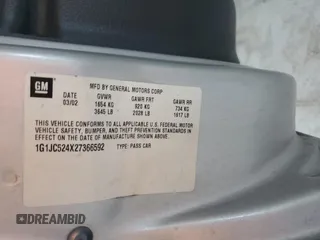 GM
MFD BY GENERAL MOTORS CORP
DATE GVWR GAWR FRT GAWR RR
03/02 1654 KG 920 KG 734 KG
3645 LB 2028 LB 1617 LB
THIS VEHICLE CONFORMS TO ALL APPLICABLE U.S. FEDERAL MOTOR
VEHICLE SAFETY, BUMPER, AND THEFT PREVENTION STANDARDS
IN EFFECT ON THE DATE OF MANUFACTURE SHOWN ABOVE.
1G1JC524X27366592 TYPE: PASS CAR
DREAMBID